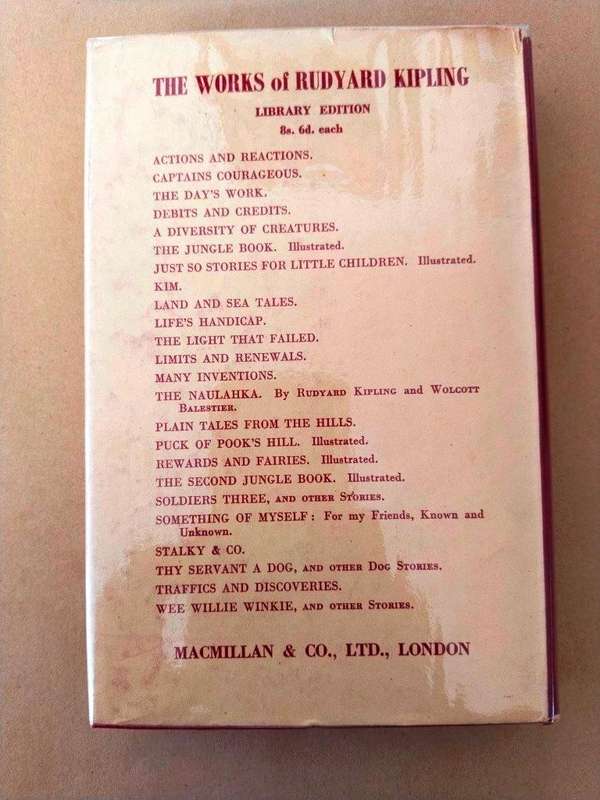 THE WORKS of RUDYARD KIPLING
LIBRARY EDITION
8s. 6d. each
ACTIONS AND REACTIONS.
CAPTAINS COURAGEOUS.
THE DAY'S WORK.
DEBITS AND CREDITS.
A DIVERSITY OF CREATURES.
THE JUNGLE BOOK. Illustrated.
JUST SO STORIES FOR LITTLE CHILDREN. Illustrated.
KIM.
LAND AND SEA TALES.
LIFE'S HANDICAP.
THE LIGHT THAT FAILED.
LIMITS AND RENEWALS.
MANY INVENTIONS.
THE NAULAHKA. By RUDYARD KIPLING and WOLCOTT
BALESTIER.
PLAIN TALES FROM THE HILLS.
PUCK OF POOK'S HILL. Illustrated.
REWARDS AND FAIRIES. Illustrated.
THE SECOND JUNGLE BOOK. Illustrated.
SOLDIERS THREE, AND OTHER STORIES.
SOMETHING OF MYSELF: For my Friends, Known and
Unknown.
STALKY & CO.
THY SERVANT A DOG, AND OTHER DOG STORIES.
TRAFFICS AND DISCOVERIES.
WEE WILLIE WINKIE, AND OTHER STORIES.
MACMILLAN & CO., LTD., LONDON